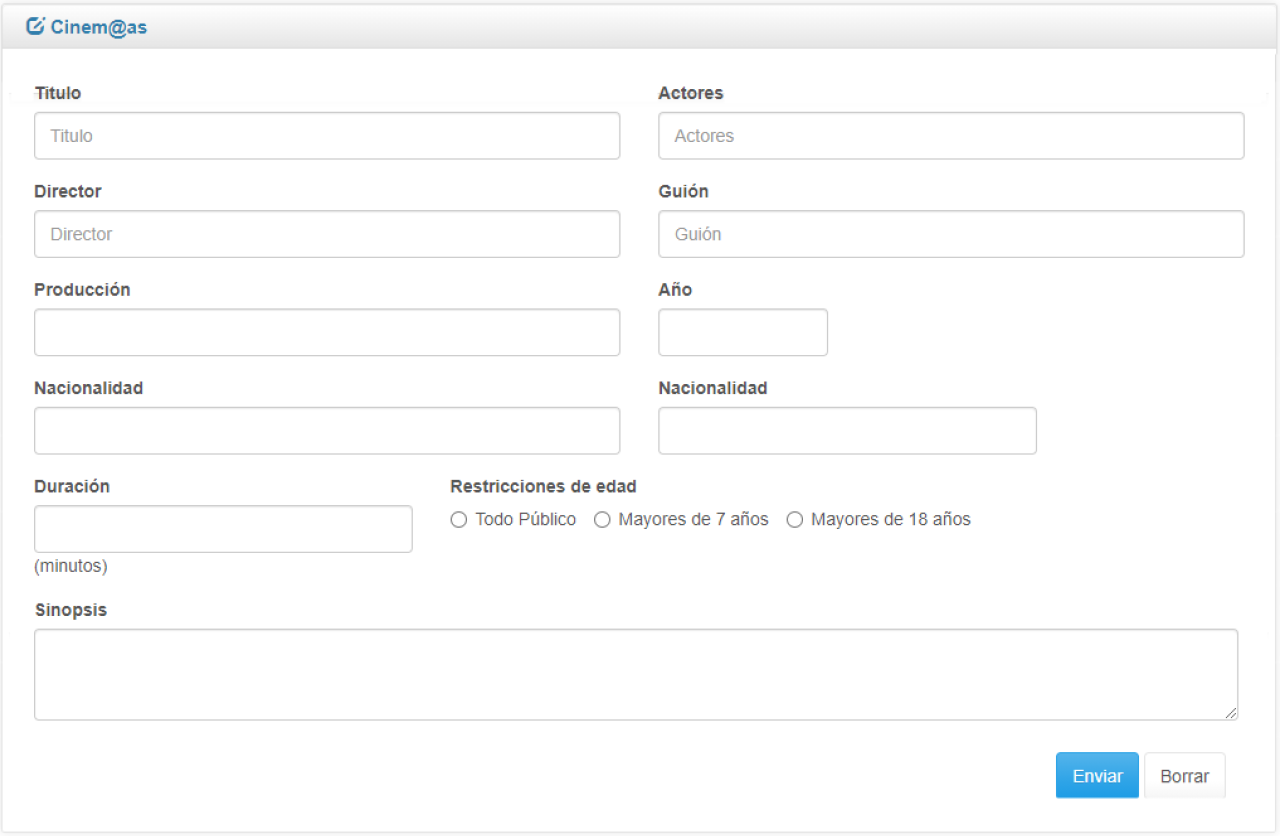 Cinem@as
Titulo Actores
Titulo Actores
Director Guión
Director Guión
Producción Año
Nacionalidad Nacionalidad
Duración Restricciones de edad
Todo Público Mayores de 7 años Mayores de 18 años
(minutos)
Sinopsis
Enviar Borrar